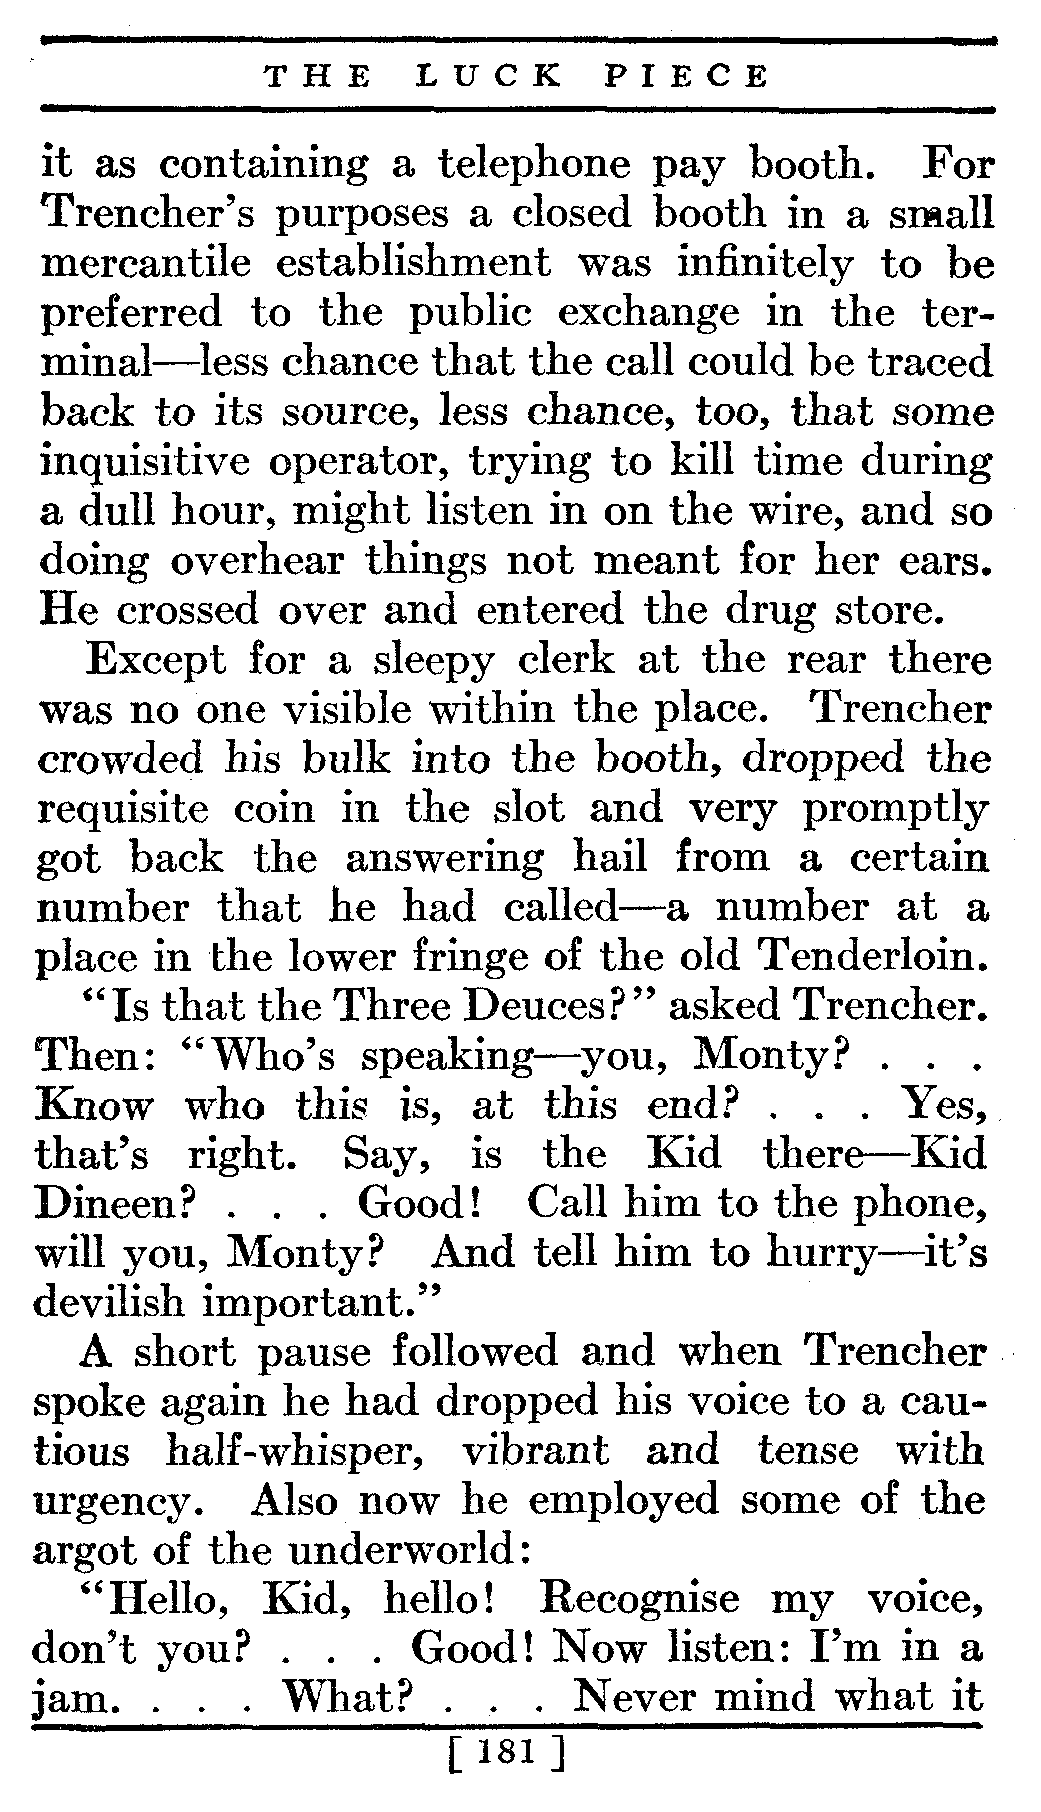 THE LUCK PIECE
it as containing a telephone pay booth. For
Trencher's purposes a closed booth in a small
mercantile establishment was infinitely to be
preferred to the public exchange in the ter-
minal—less chance that the call could be traced
back to its source, less chance, too, that some
inquisitive operator, trying to kill time during
a dull hour, might listen in on the wire, and so
doing overhear things not meant for her ears.
He crossed over and entered the drug store.
Except for a sleepy clerk at the rear there
was no one visible within the place. Trencher
crowded his bulk into the booth, dropped the
requisite coin in the slot and very promptly
got back the answering hail from a certain
number that he had called—a number at a
place in the lower fringe of the old Tenderloin.
“Is that the Three Deuces?” asked Trencher.
Then: “Who's speaking—you, Monty? . . .
Know who this is, at this end? . . . Yes,
that's right. Say, is the Kid there—Kid
Dineen? . . . Good! Call him to the phone,
will you, Monty? And tell him to hurry—it's
devilish important.”
A short pause followed and when Trencher
spoke again he had dropped his voice to a cau-
tious half-whisper, vibrant and tense with
urgency. Also now he employed some of the
argot of the underworld:
“Hello, Kid, hello! Recognise my voice,
don't you? . . . Good! Now listen: I'm in a
jam. . . . What? . . . Never mind what it
[ 181 ]